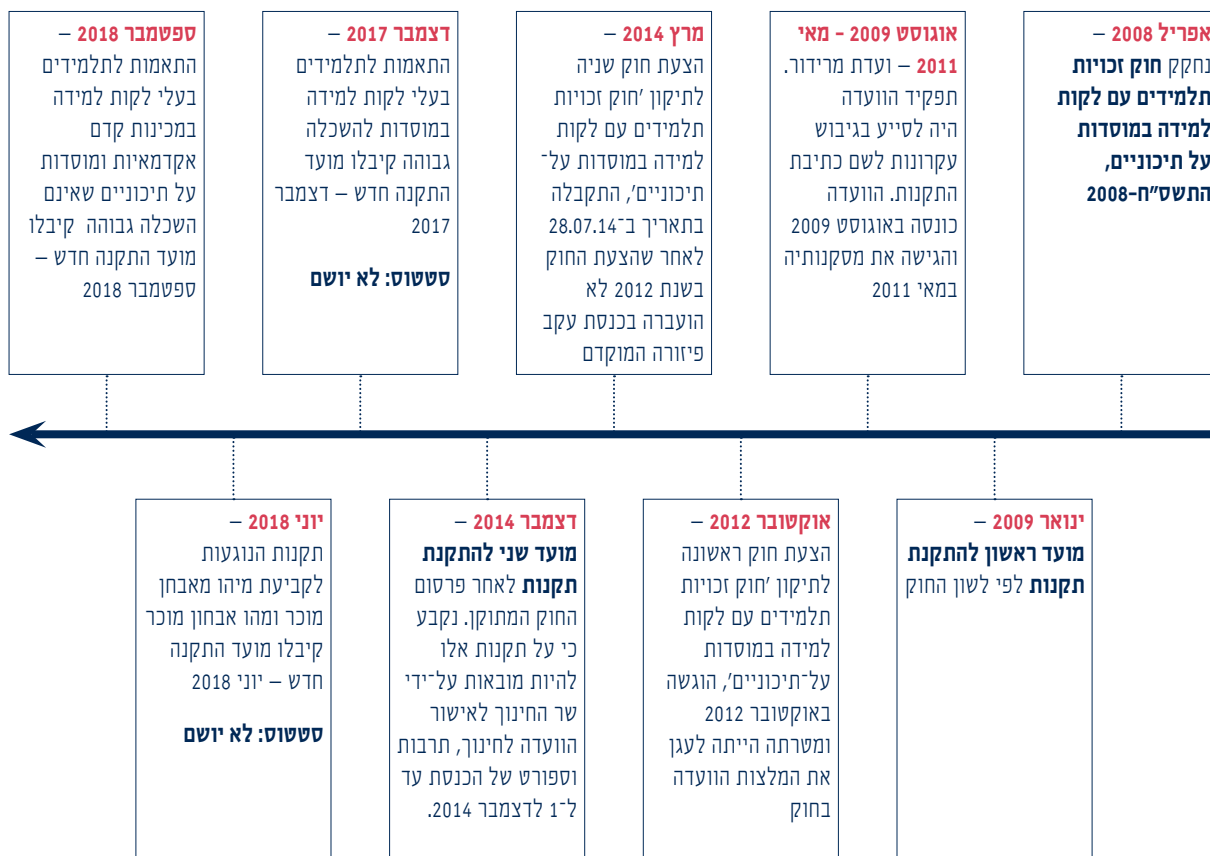 אפריל 2008 –
נחקק חוק זכויות
תלמידים עם לקות
למידה במוסדות
על תיכוניים,
התשס"ח-2008
ינואר 2009 –
מועד ראשון להתקנת
תקנות לפי לשון החוק
אוגוסט 2009 - מאי
2011 – ועדת מרידור.
תפקיד הוועדה
היה לסייע בגיבוש
עקרונות לשם כתיבת
התקנות. הוועדה
כונסה באוגוסט 2009
והגישה את מסקנותיה
במאי 2011
אוקטובר 2012 –
הצעת חוק ראשונה
לתיקון 'חוק זכויות
תלמידים עם לקות
למידה במוסדות
על־תיכוניים', הוגשה
באוקטובר 2012
ומטרתה הייתה לעגן
את המלצות הוועדה
בחוק
מרץ 2014 –
הצעת חוק שניה
לתיקון 'חוק זכויות
תלמידים עם לקות
למידה במוסדות על־
תיכוניים', התקבלה
בתאריך ב־28.07.14
לאחר שהצעת החוק
בשנת 2012 לא
הועברה בכנסת עקב
פיזורה המוקדם
דצמבר 2014 –
מועד שני להתקנת
תקנות לאחר פרסום
החוק המתוקן. נקבע
כי על תקנות אלו
להיות מובאות על־ידי
שר החינוך לאישור
הוועדה לחינוך, תרבות
וספורט של הכנסת עד
ל־1 לדצמבר 2014.
דצמבר 2017 –
התאמות לתלמידים
בעלי לקות למידה
במוסדות להשכלה
גבוהה קיבלו מועד
התקנה חדש – דצמבר
2017
סטטוס: לא יושם
יוני 2018 –
תקנות הנוגעות
לקביעת מיהו מאבחן
מוכר ומהו אבחון מוכר
קיבלו מועד התקנה
חדש – יוני 2018
סטטוס: לא יושם
ספטמבר 2018 –
התאמות לתלמידים
בעלי לקות למידה
במכינות קדם
אקדמאיות ומוסדות
על תיכוניים שאינם
השכלה גבוהה קיבלו
מועד התקנה חדש –
ספטמבר 2018